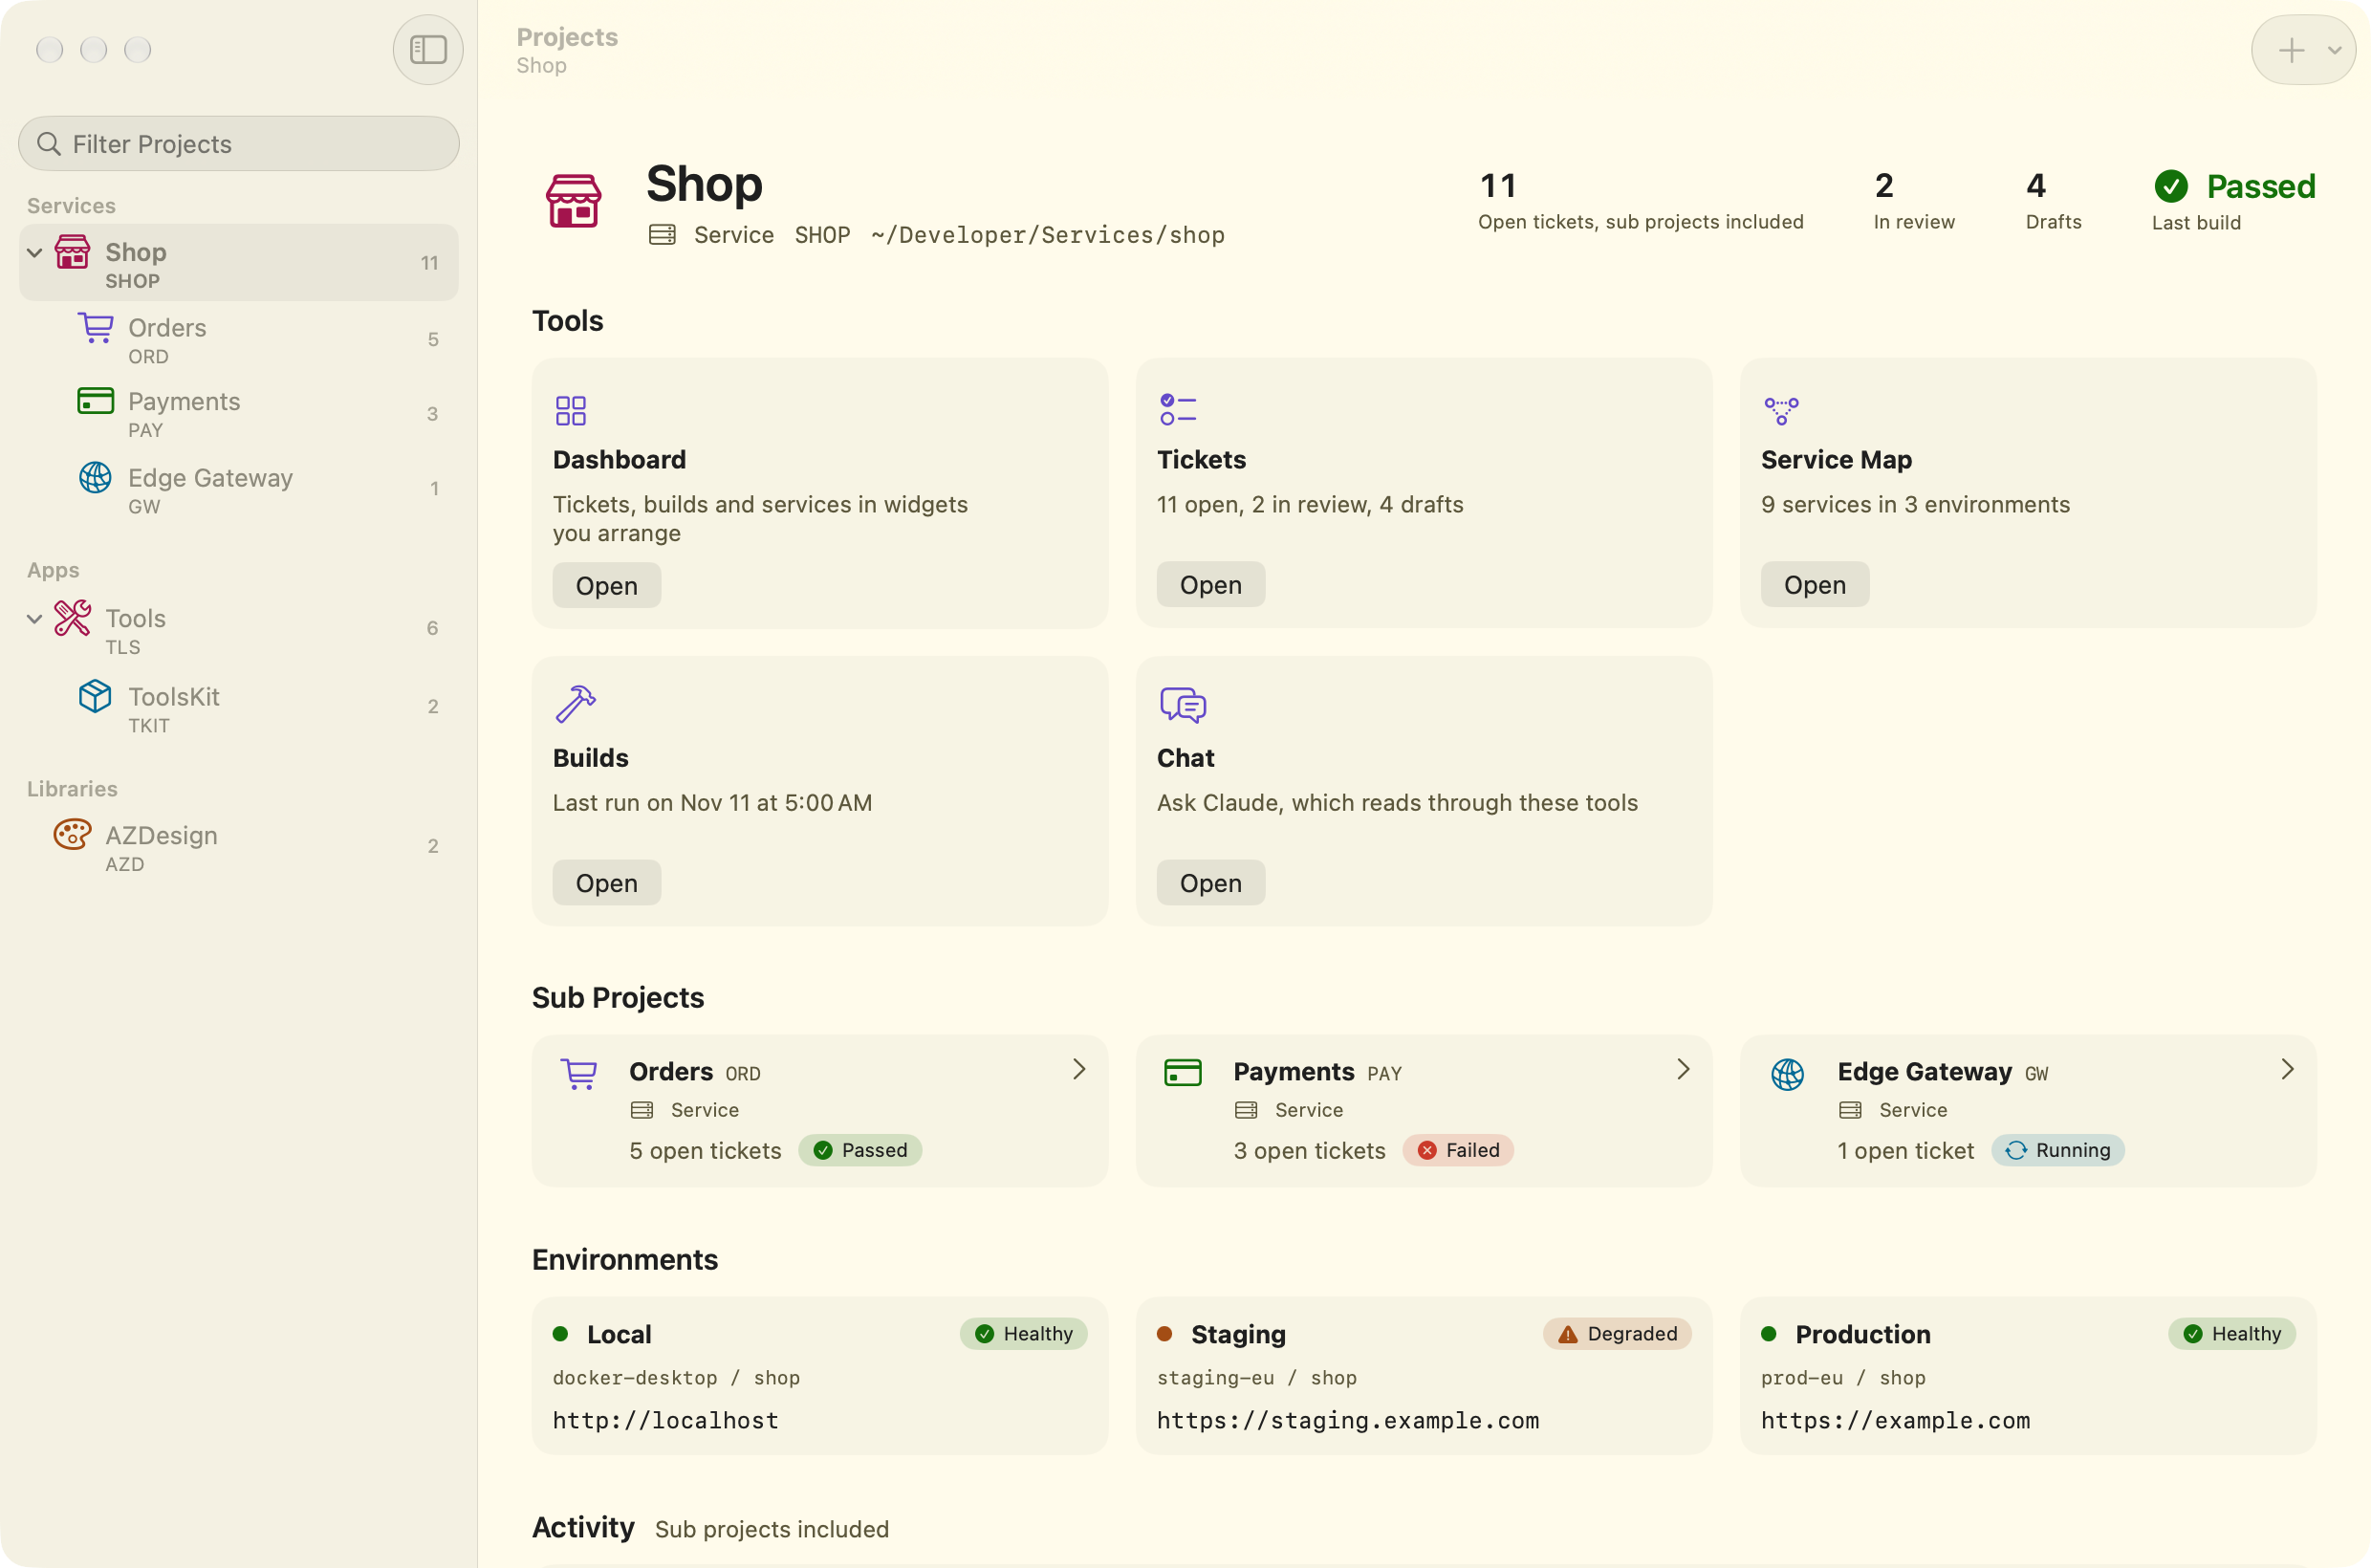 Filter Projects
Services
Shop
SHOP
11
Orders
ORD
5
Payments
PAY
3
Edge Gateway
GW
1
Apps
Tools
TLS
6
ToolsKit
TKIT
2
Libraries
AZDesign
AZD
2
Projects
Shop
Shop
Service SHOP ~/Developer/Services/shop
11
Open tickets, sub projects included
2
In review
4
Drafts
Passed
Last build
Tools
Dashboard
Tickets, builds and services in widgets
you arrange
Open
Tickets
11 open, 2 in review, 4 drafts
Open
Service Map
9 services in 3 environments
Open
Builds
Last run on Nov 11 at 5:00 AM
Open
Chat
Ask Claude, which reads through these tools
Open
Sub Projects
Orders ORD
Service
5 open tickets Passed
Payments PAY
Service
3 open tickets Failed
Edge Gateway GW
Service
1 open ticket Running
Environments
Local Healthy
docker-desktop / shop
http://localhost
Staging Degraded
staging-eu / shop
https://staging.example.com
Production Healthy
prod-eu / shop
https://example.com
Activity Sub projects included